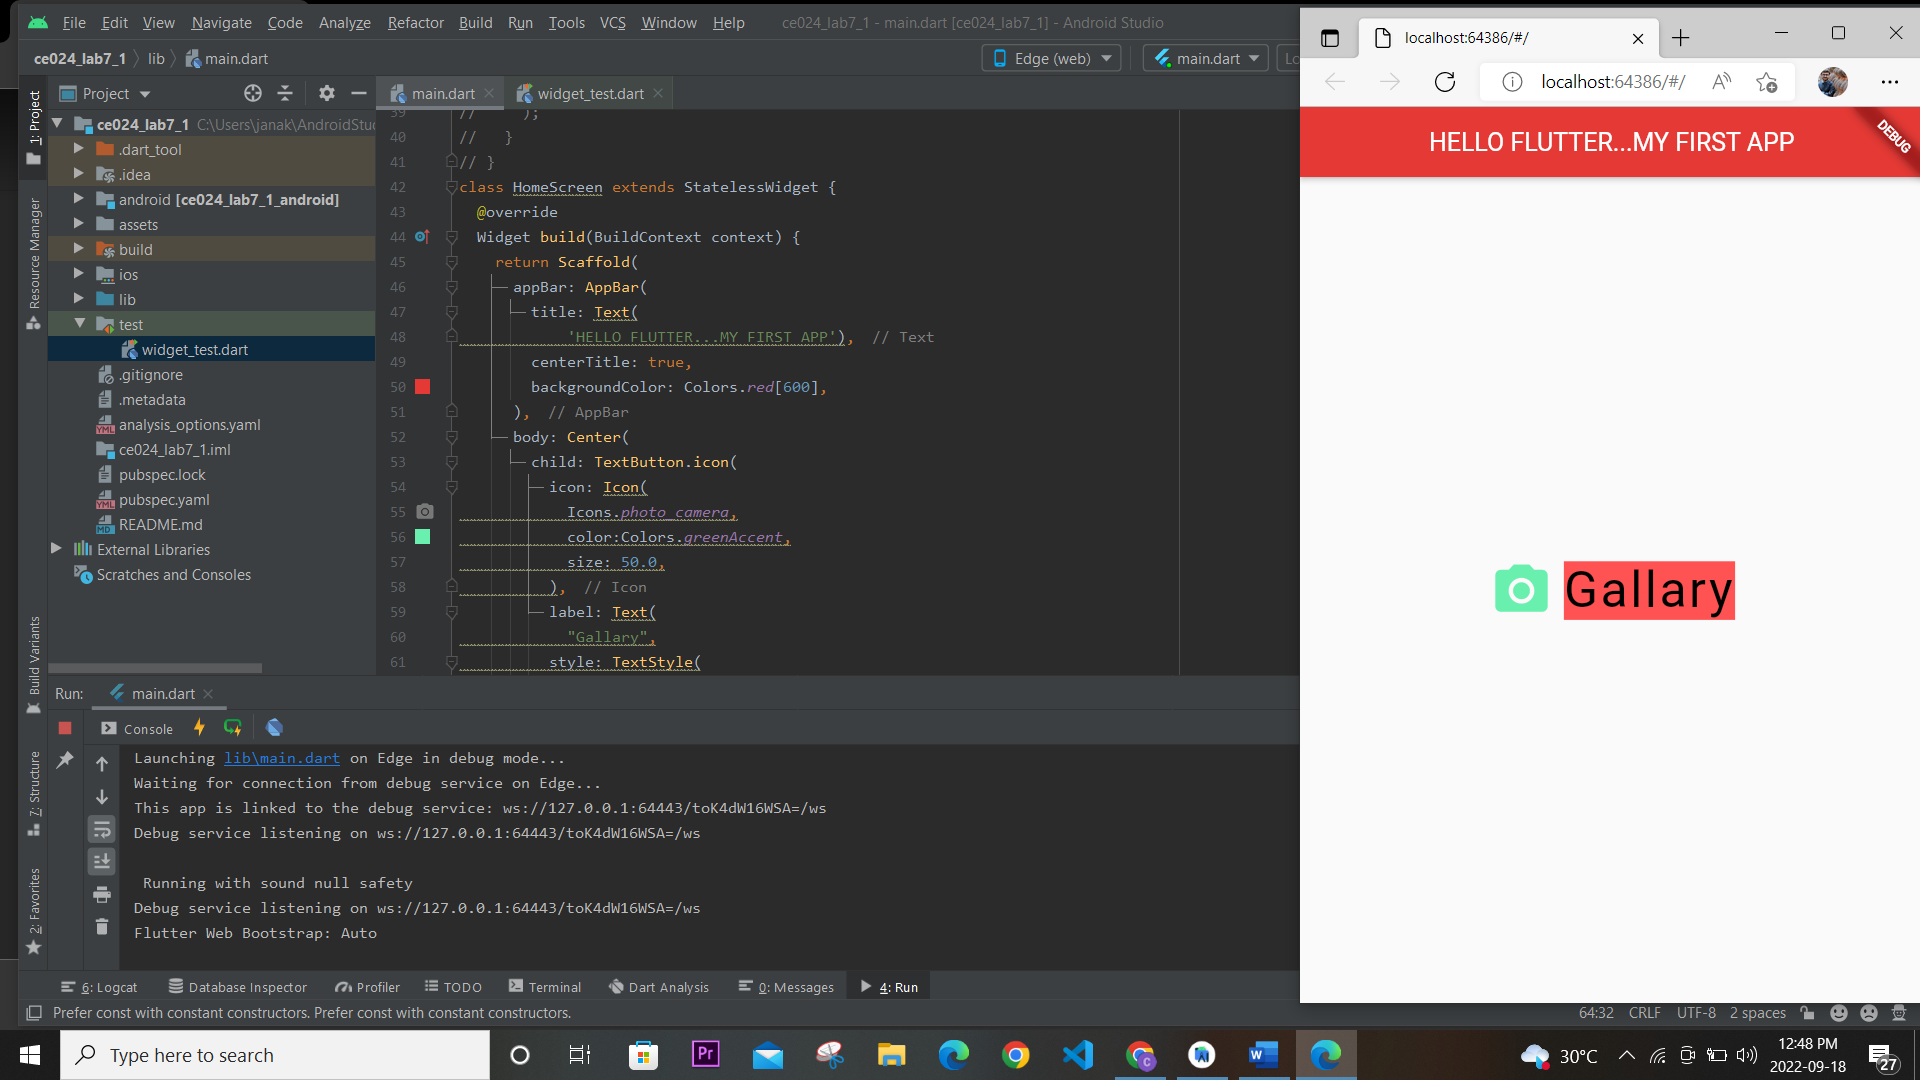 File Edit View Navigate Code Analyze Refactor Build Run Tools VCS Window Help ce024_lab7_1 - main.dart [ce024_lab7_1] - Android Studio
ce024_lab7_1 lib main.dart Edge (web) main.dart Lo
1: Project
Resource Manager
Build Variants
7: Structure
2: Favorites
Project
ce024_lab7_1 C:\Users\janak\AndroidStu
.dart_tool
.idea
android [ce024_lab7_1_android]
assets
build
ios
lib
test
widget_test.dart
.gitignore
.metadata
analysis_options.yaml
ce024_lab7_1.iml
pubspec.lock
pubspec.yaml
README.md
External Libraries
Scratches and Consoles
main.dart widget_test.dart
39 // );
40 // }
41 // }
42 class HomeScreen extends StatelessWidget {
43 @override
44 Widget build(BuildContext context) {
45 return Scaffold(
46 appBar: AppBar(
47 title: Text(
48 'HELLO FLUTTER...MY FIRST APP'), // Text
49 centerTitle: true,
50 backgroundColor: Colors.red[600],
51 ), // AppBar
52 body: Center(
53 child: TextButton.icon(
54 icon: Icon(
55 Icons.photo_camera,
56 color:Colors.greenAccent,
57 size: 50.0,
58 ), // Icon
59 label: Text(
60 "Gallary",
61 style: TextStyle(
Run: main.dart
Console
Launching lib\main.dart on Edge in debug mode...
Waiting for connection from debug service on Edge...
This app is linked to the debug service: ws://127.0.0.1:64443/toK4dW16WSA=/ws
Debug service listening on ws://127.0.0.1:64443/toK4dW16WSA=/ws
Running with sound null safety
Debug service listening on ws://127.0.0.1:64443/toK4dW16WSA=/ws
Flutter Web Bootstrap: Auto
6: Logcat Database Inspector Profiler TODO Terminal Dart Analysis 0: Messages 4: Run
Prefer const with constant constructors. Prefer const with constant constructors.
64:32 CRLF UTF-8 2 spaces
localhost:64386/#/
localhost:64386/#/
HELLO FLUTTER...MY FIRST APP
DEBUG
Gallary
Type here to search
Pr
30°C
12:48 PM
2022-09-18
27